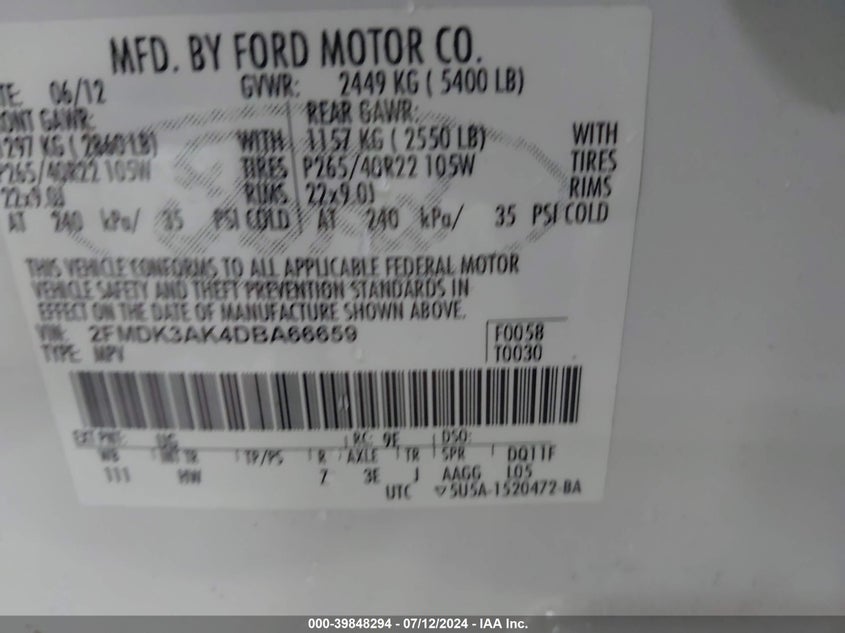 MFD. BY FORD MOTOR CO.
TE: 06/12 GVWR: 2449 KG ( 5400 LB)
ONT GAWR: REAR GAWR:
1297 KG ( 2860 LB) WITH 1157 KG ( 2550 LB) WITH
P265/40R22 105W TIRES P265/40R22 105W TIRES
22x9.0J RIMS 22x9.0J RIMS
AT 240 kPa/ 35 PSI COLD AT 240 kPa/ 35 PSI COLD
THIS VEHICLE CONFORMS TO ALL APPLICABLE FEDERAL MOTOR
VEHICLE SAFETY AND THEFT PREVENTION STANDARDS IN
EFFECT ON THE DATE OF MANUFACTURE SHOWN ABOVE.
VIN: 2FMDK3AK4DBA66659 F0058
TYPE: MPV T0030
EXT PNT: UG RC: 9E DSO:
WB INT TR TP/PS R AXLE TR SPR DQ11F
111 HW 7 3E J AAGG L05
UTC ▽5U5A-1520472-BA
000-39848294 - 07/12/2024 - IAA Inc.